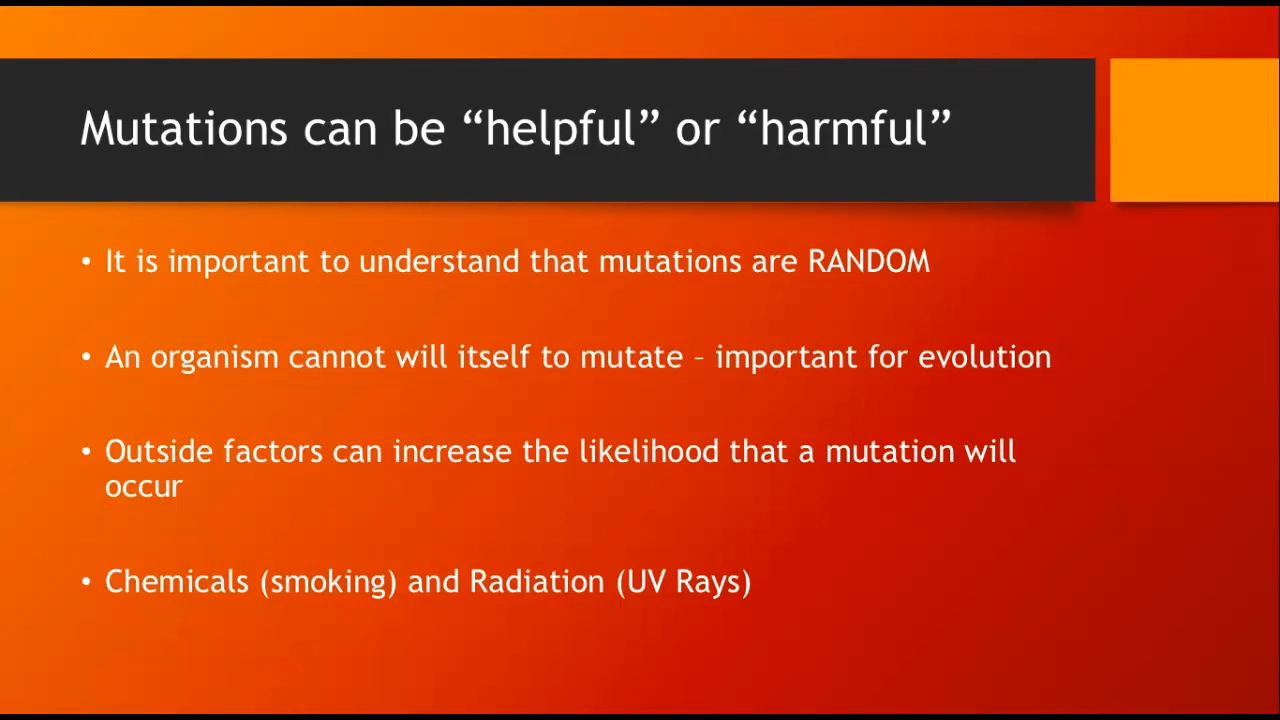 Mutations can be “helpful” or “harmful”
• It is important to understand that mutations are RANDOM
• An organism cannot will itself to mutate – important for evolution
• Outside factors can increase the likelihood that a mutation will
occur
• Chemicals (smoking) and Radiation (UV Rays)